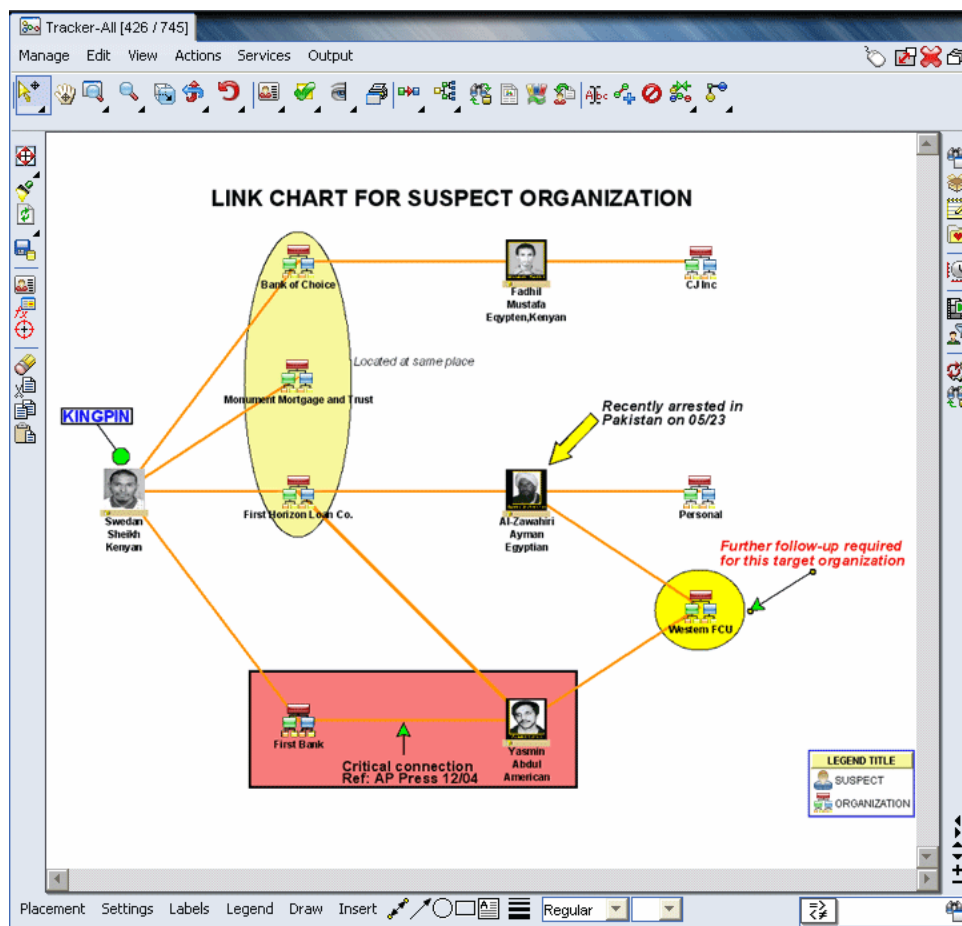 Tracker-All [426 / 745]
Manage Edit View Actions Services Output
Abc
fx
LINK CHART FOR SUSPECT ORGANIZATION
Bank of Choice
Fadhil
Mustafa
Eqypten,Kenyan
CJ Inc
Located at same place
Monument Mortgage and Trust
KINGPIN
Recently arrested in
Pakistan on 05/23
Swedan
Sheikh
Kenyan
First Horizon Loan Co.
Al-Zawahiri
Ayman
Egyptian
Personal
Further follow-up required
for this target organization
Western FCU
First Bank
Critical connection
Ref: AP Press 12/04
Yasmin
Abdul
American
LEGEND TITLE
SUSPECT
ORGANIZATION
Placement Settings Labels Legend Draw Insert Regular